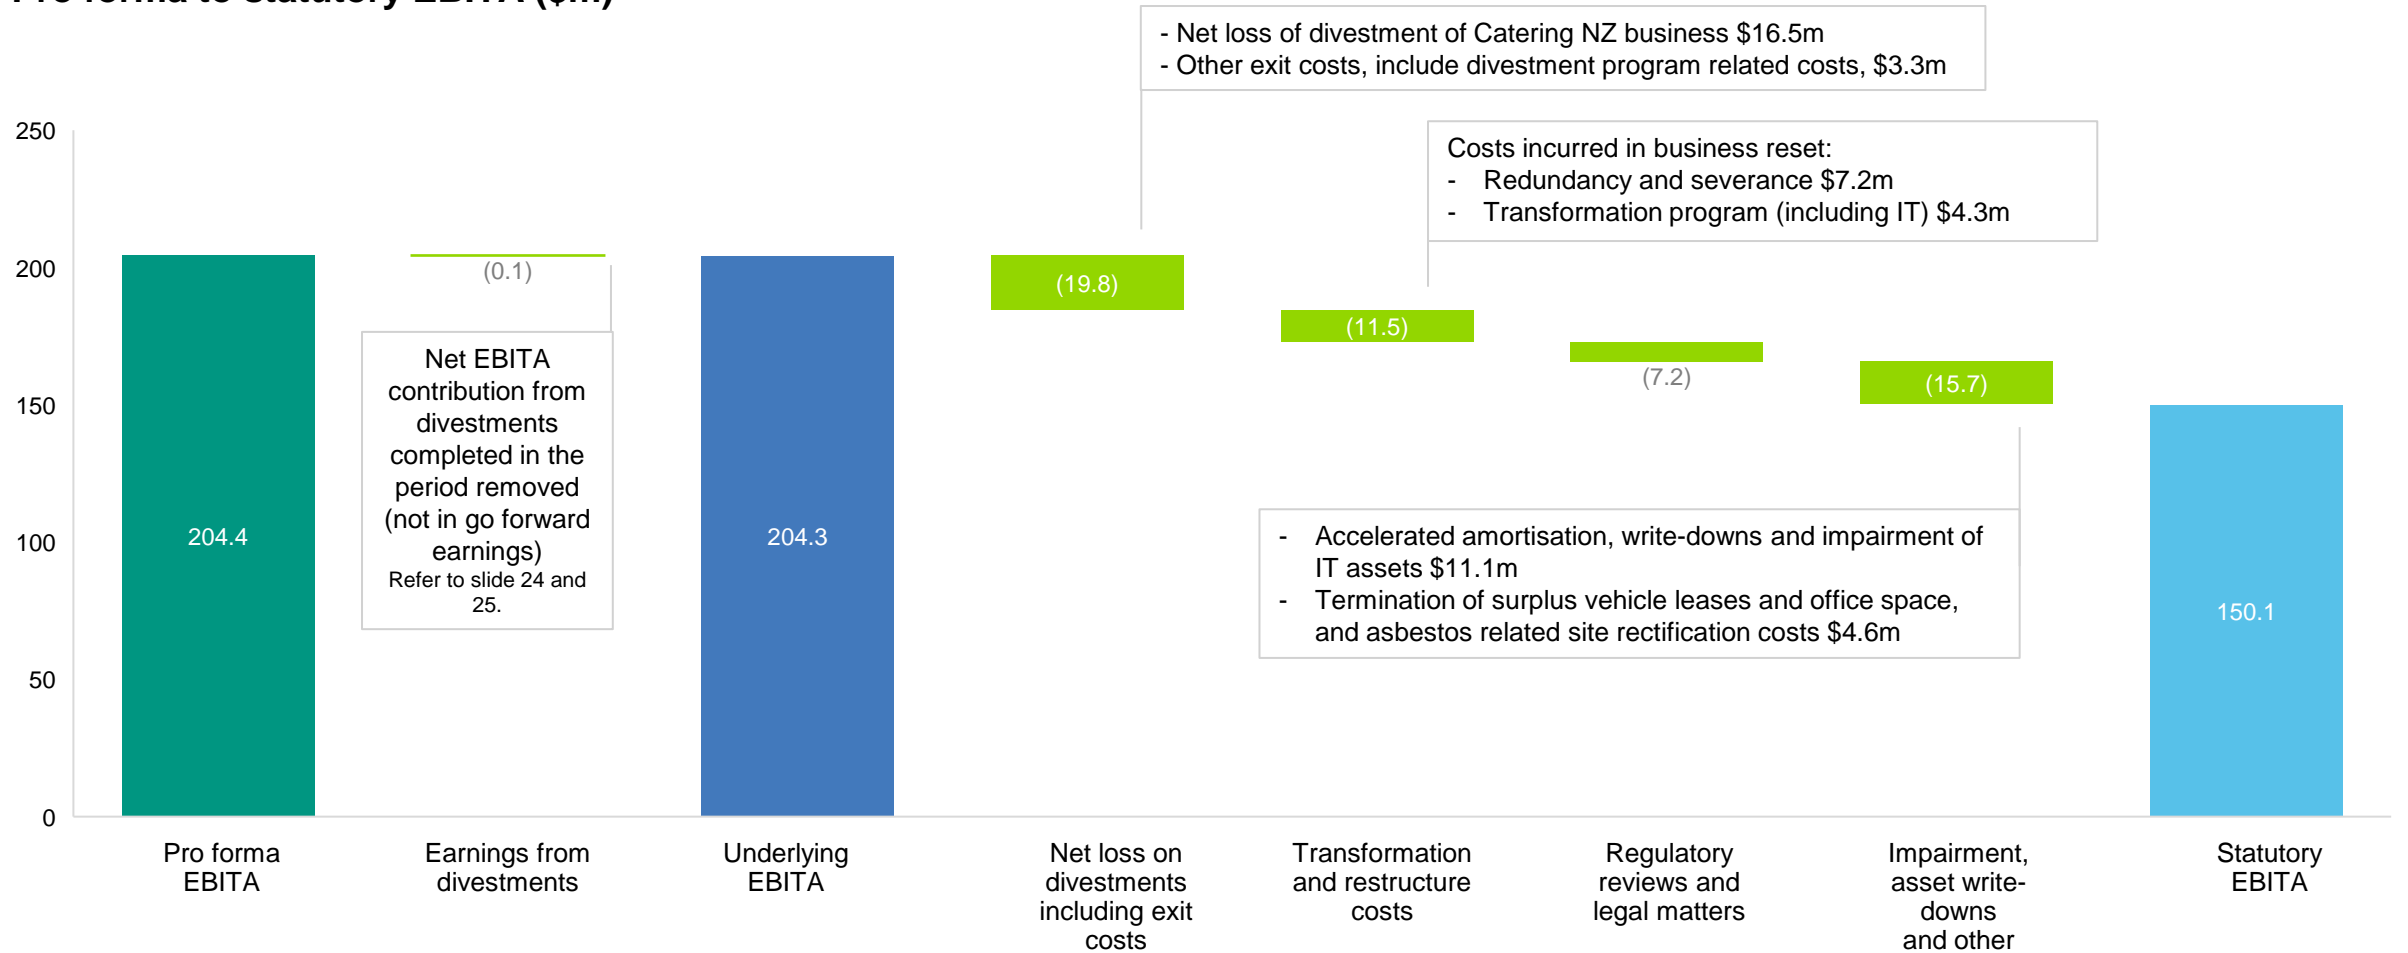 Pro forma to statutory EBITA ($m)
- Net loss of divestment of Catering NZ business $16.5m
- Other exit costs, include divestment program related costs, $3.3m
Costs incurred in business reset:
- Redundancy and severance $7.2m
- Transformation program (including IT) $4.3m
250
200
150
100
50
0
204.4
(0.1)
Net EBITA
contribution from
divestments
completed in the
period removed
(not in go forward
earnings)
Refer to slide 24 and
25.
204.3
(19.8)
(11.5)
(7.2)
(15.7)
- Accelerated amortisation, write-downs and impairment of
IT assets $11.1m
- Termination of surplus vehicle leases and office space,
and asbestos related site rectification costs $4.6m
150.1
Pro forma
EBITA
Earnings from
divestments
Underlying
EBITA
Net loss on
divestments
including exit
costs
Transformation
and restructure
costs
Regulatory
reviews and
legal matters
Impairment,
asset write-
downs
and other
Statutory
EBITA